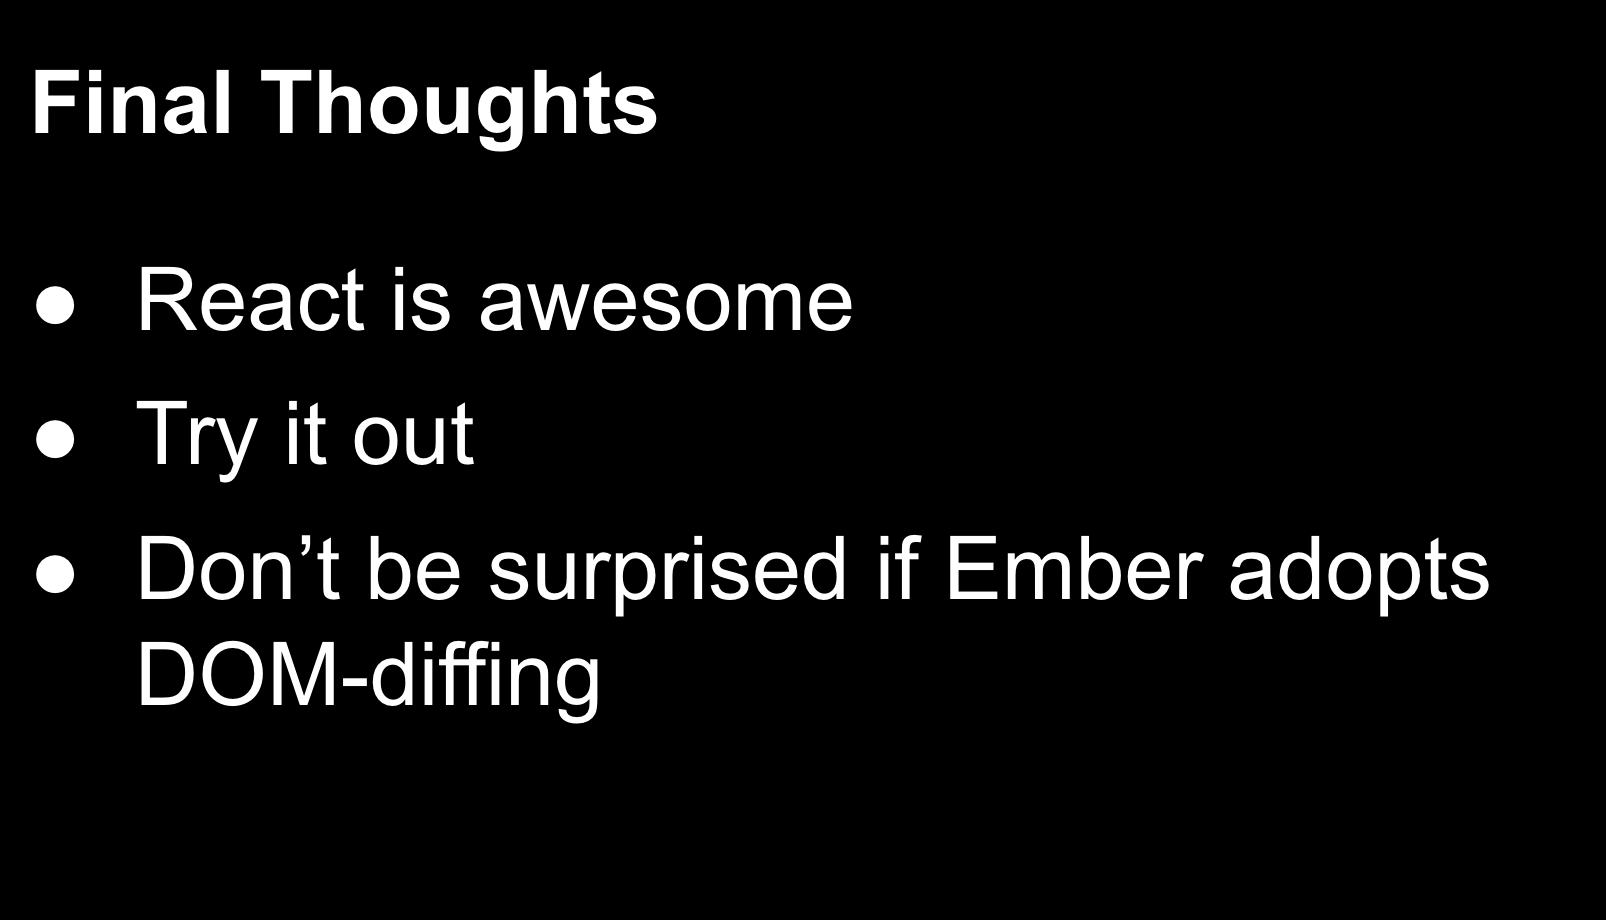 Final Thoughts
● React is awesome
● Try it out
● Don’t be surprised if Ember adopts
DOM-diffing